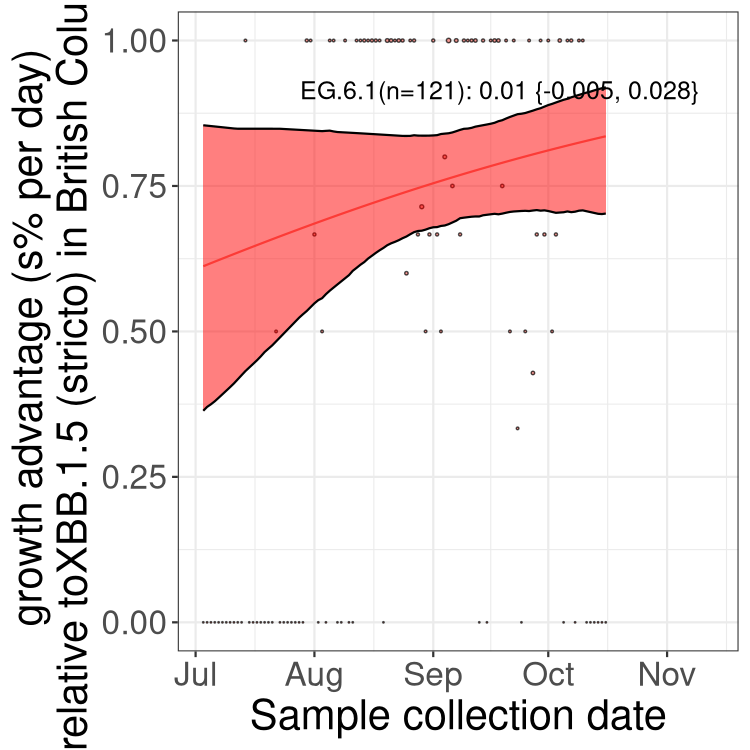 growth advantage (s% per day)
relative toXBB.1.5 (stricto) in British Colu
1.00
0.75
0.50
0.25
0.00
EG.6.1(n=121): 0.01 {-0.005, 0.028}
Jul Aug Sep Oct Nov
Sample collection date